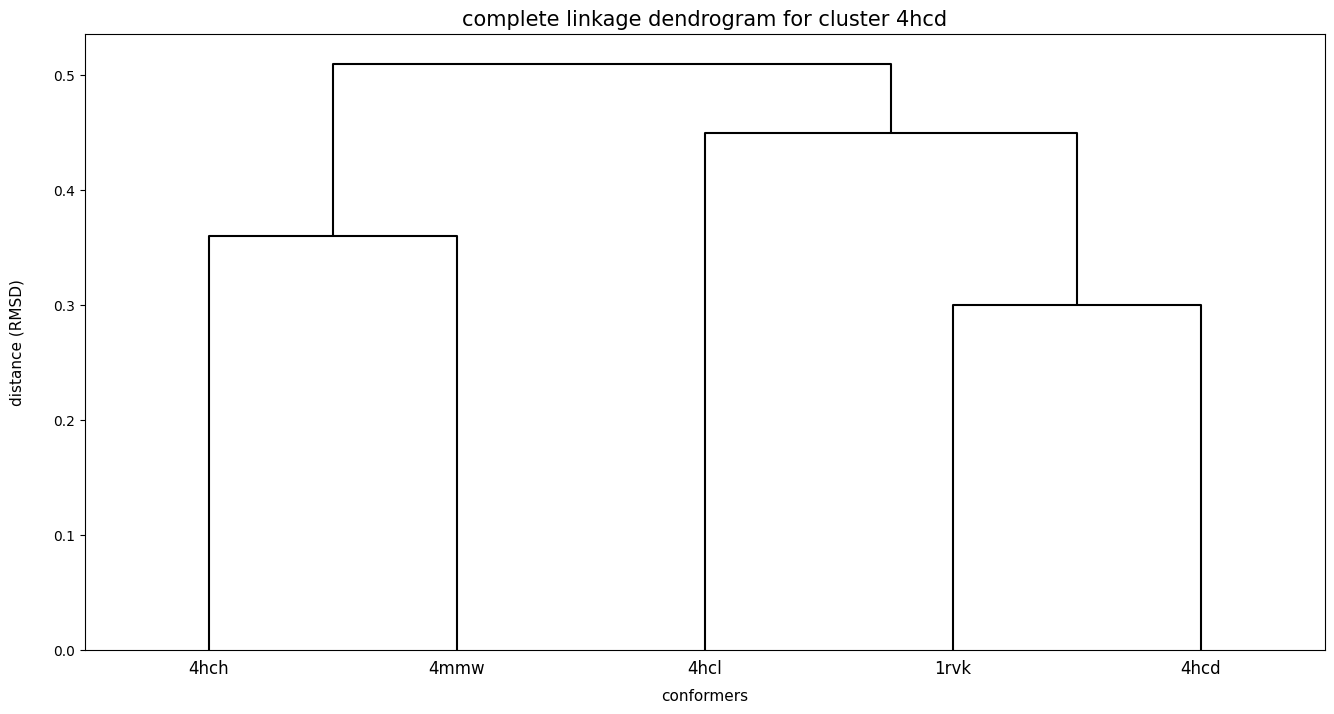 complete linkage dendrogram for cluster 4hcd
0.5
0.4
0.3
0.2
0.1
0.0
distance (RMSD)
4hch 4mmw 4hcl 1rvk 4hcd
conformers